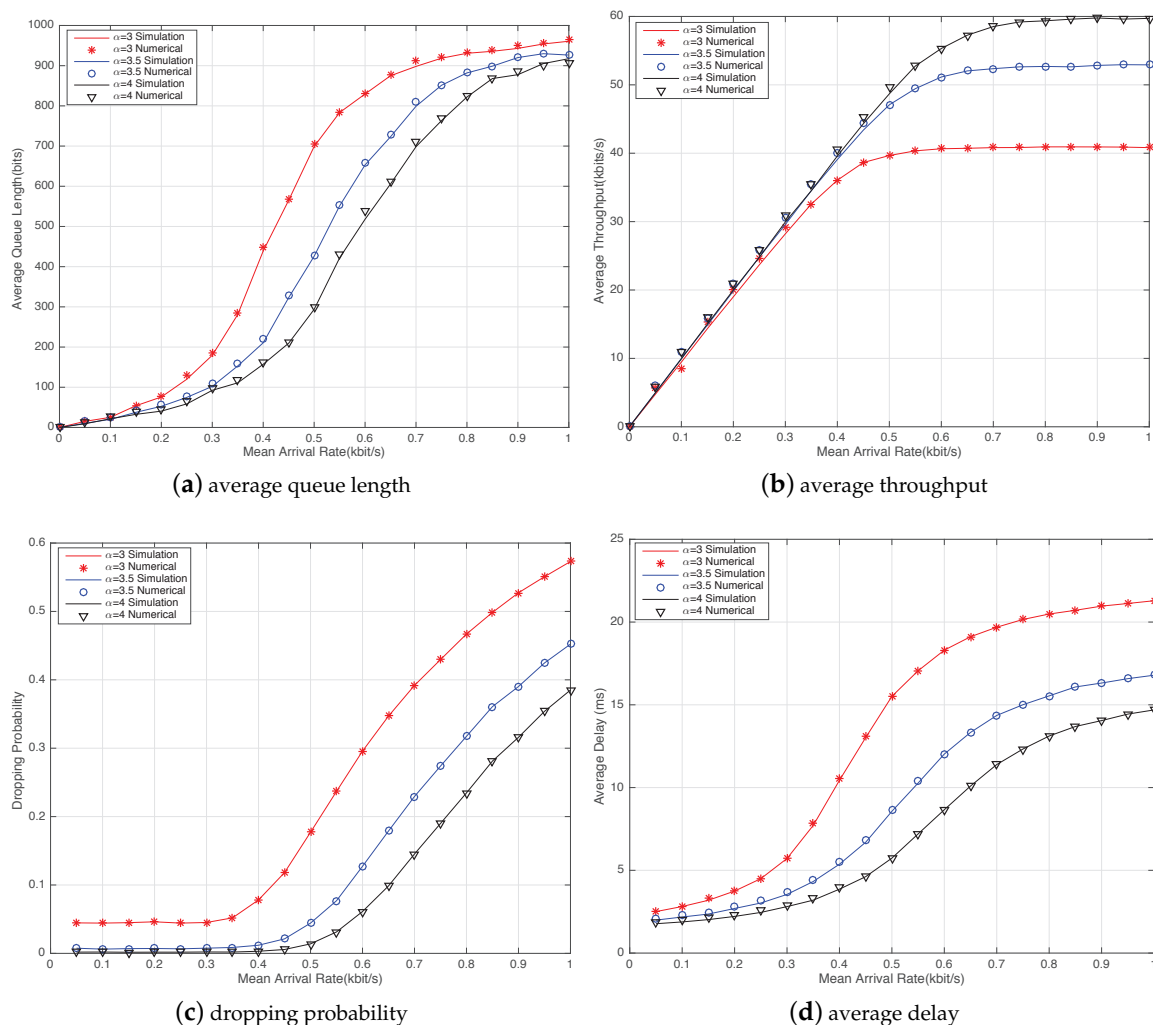 1000
900
800
700
600
500
400
300
200
100
0
Average Queue Length(bits)
α=3 Simulation
α=3 Numerical
α=3.5 Simulation
α=3.5 Numerical
α=4 Simulation
α=4 Numerical
0 0.1 0.2 0.3 0.4 0.5 0.6 0.7 0.8 0.9 1
Mean Arrival Rate(kbit/s)
(a) average queue length
60
50
40
30
20
10
0
Average Throughput(kbits/s)
α=3 Simulation
α=3 Numerical
α=3.5 Simulation
α=3.5 Numerical
α=4 Simulation
α=4 Numerical
0 0.1 0.2 0.3 0.4 0.5 0.6 0.7 0.8 0.9 1
Mean Arrival Rate(kbit/s)
(b) average throughput
0.6
0.5
0.4
0.3
0.2
0.1
0
Dropping Probability
α=3 Simulation
α=3 Numerical
α=3.5 Simulation
α=3.5 Numerical
α=4 Simulation
α=4 Numerical
0 0.1 0.2 0.3 0.4 0.5 0.6 0.7 0.8 0.9 1
Mean Arrival Rate(kbit/s)
(c) dropping probability
25
20
15
10
5
0
Average Delay (ms)
α=3 Simulation
α=3 Numerical
α=3.5 Simulation
α=3.5 Numerical
α=4 Simulation
α=4 Numerical
0 0.1 0.2 0.3 0.4 0.5 0.6 0.7 0.8 0.9 1
Mean Arrival Rate(kbit/s)
(d) average delay